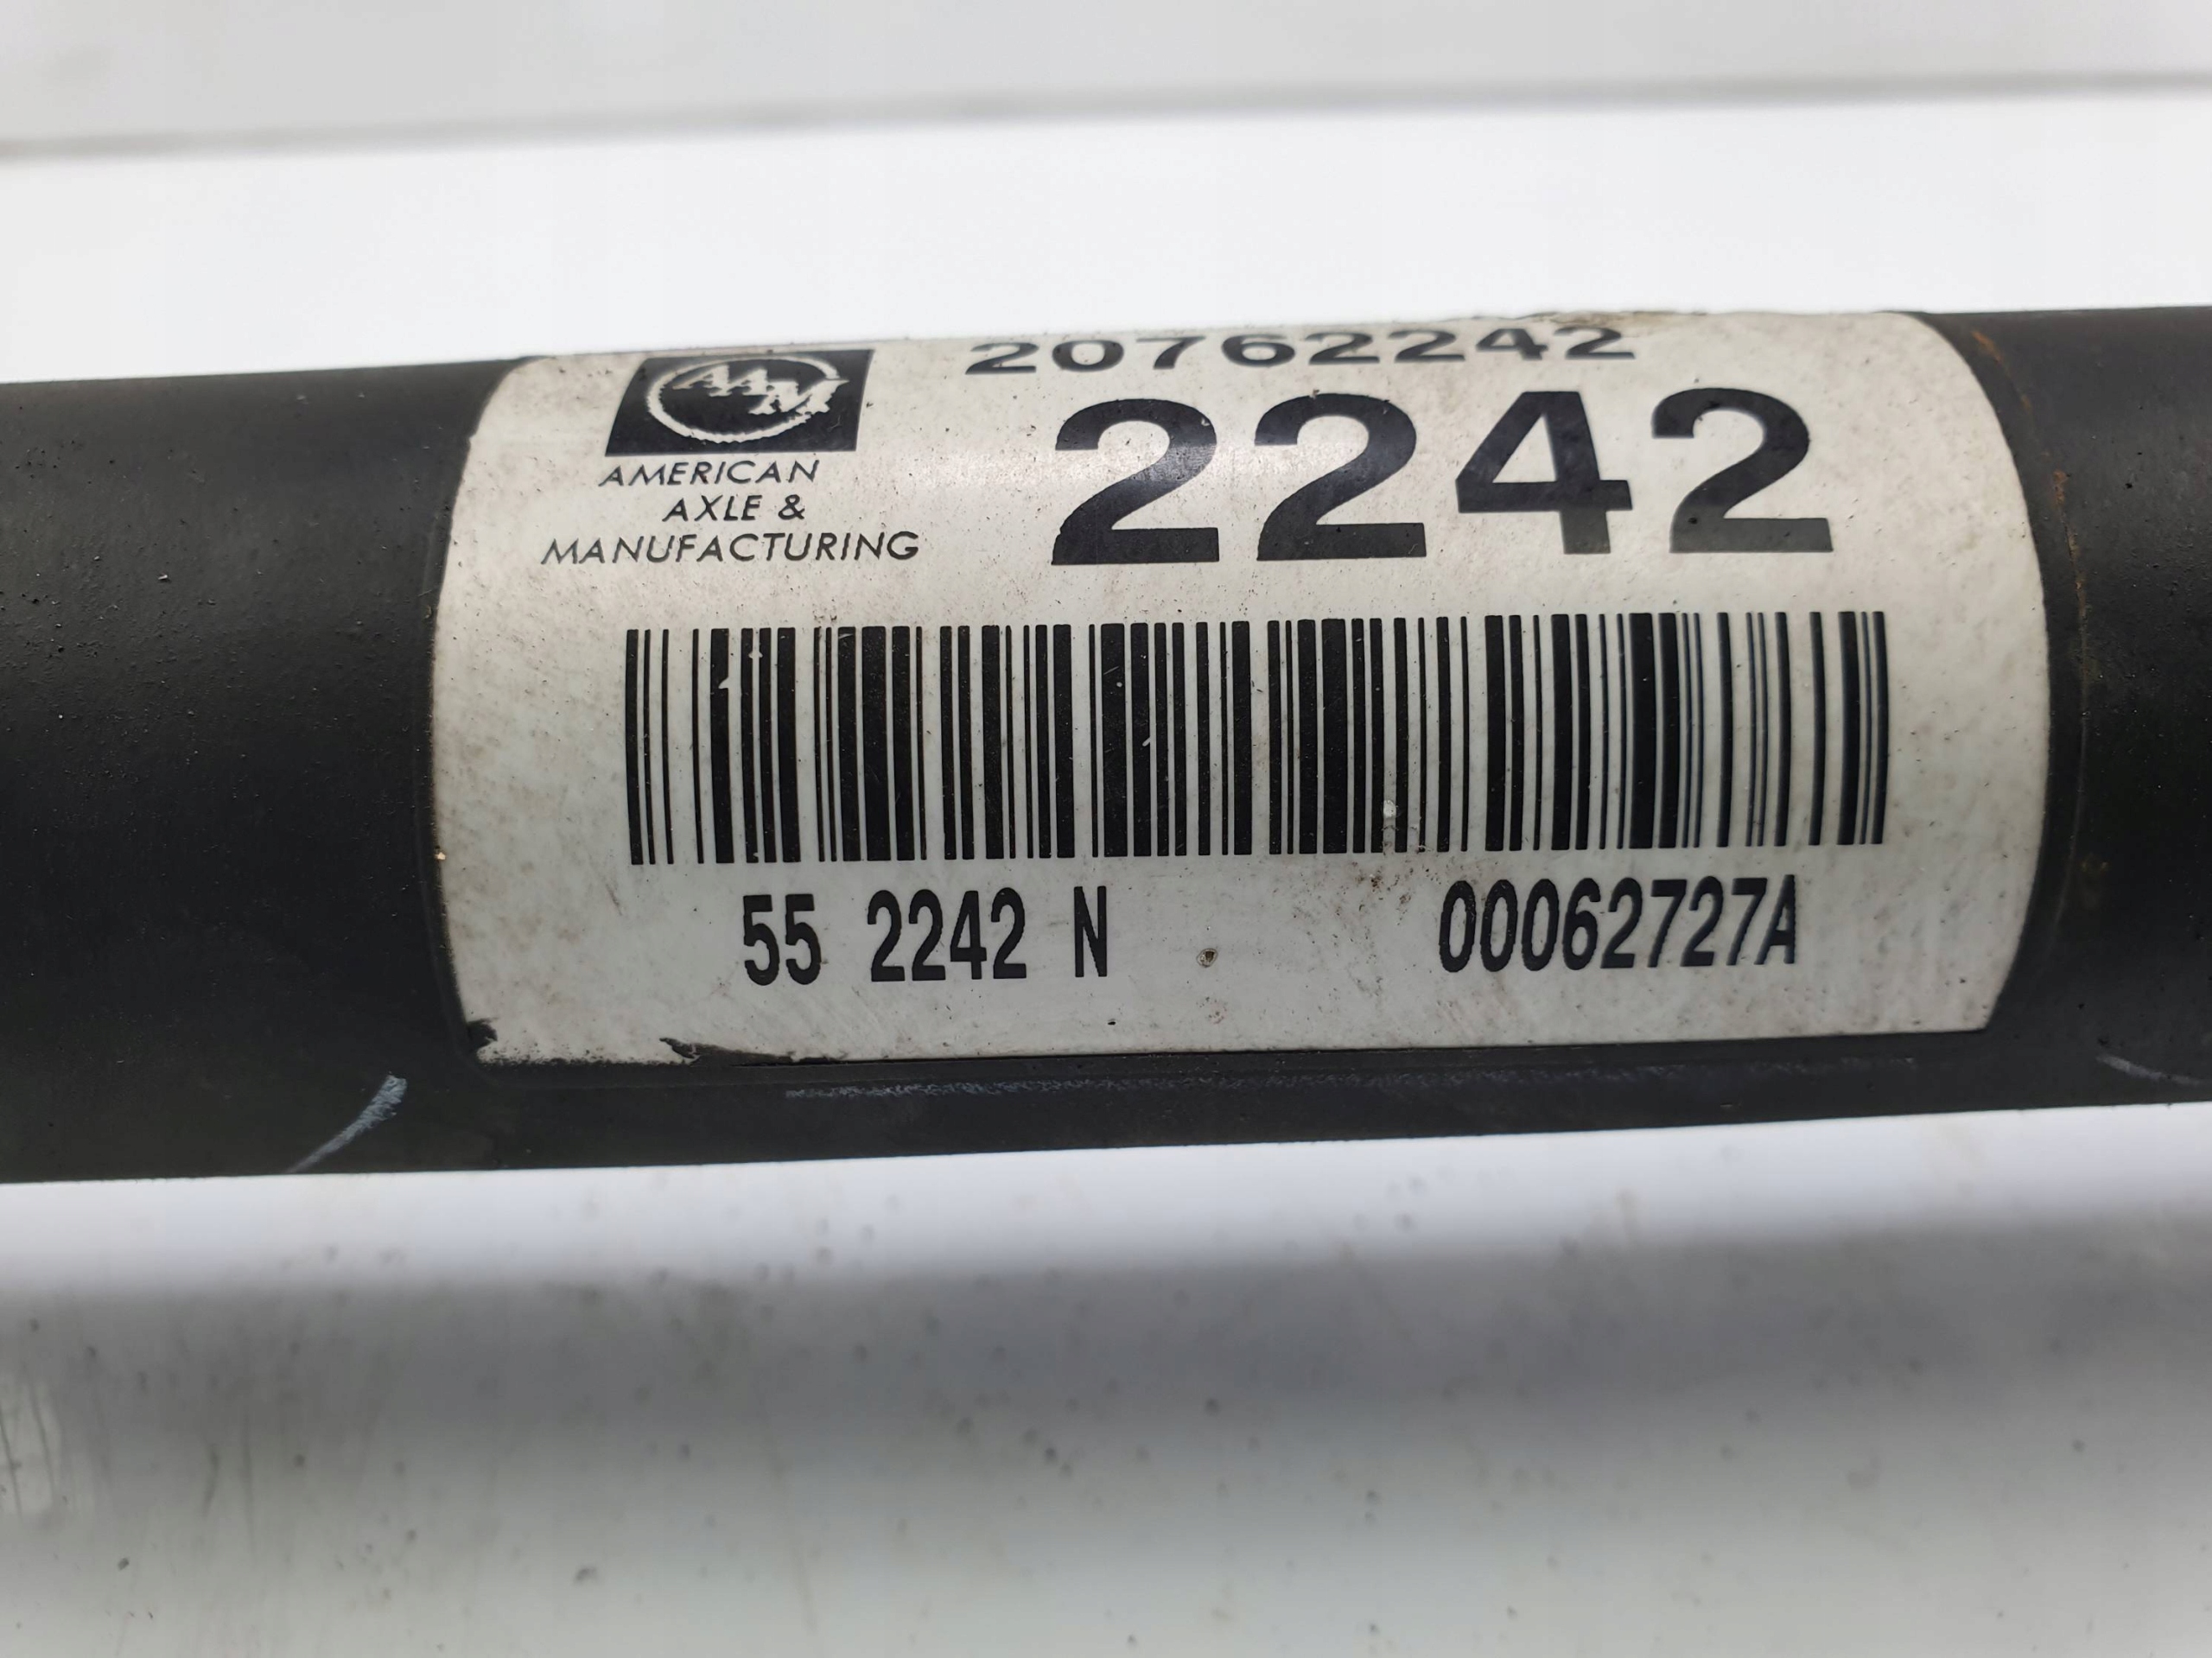 AAM
AMERICAN
AXLE &
MANUFACTURING
20762242
2242
55 2242 N
00062727A